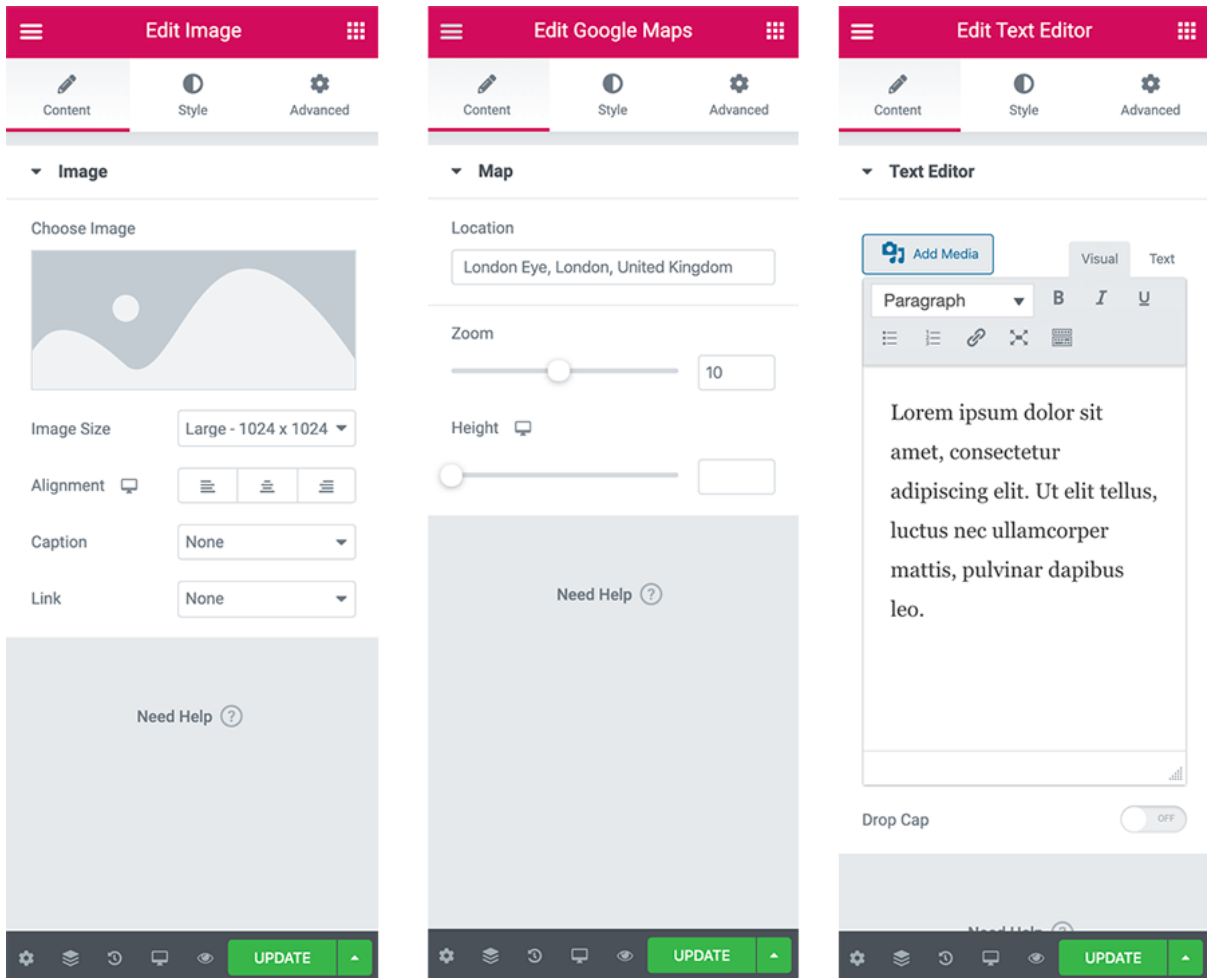 Edit Image
Content
Style
Advanced
Image
Choose Image
Image Size
Large - 1024 x 1024
Alignment
Caption
None
Link
None
Need Help ?
UPDATE
Edit Google Maps
Content
Style
Advanced
Map
Location
London Eye, London, United Kingdom
Zoom
10
Height
Need Help ?
UPDATE
Edit Text Editor
Content
Style
Advanced
Text Editor
Add Media
Visual
Text
Paragraph
B I U
Lorem ipsum dolor sit
amet, consectetur
adipiscing elit. Ut elit tellus,
luctus nec ullamcorper
mattis, pulvinar dapibus
leo.
Drop Cap
OFF
Need Help ?
UPDATE